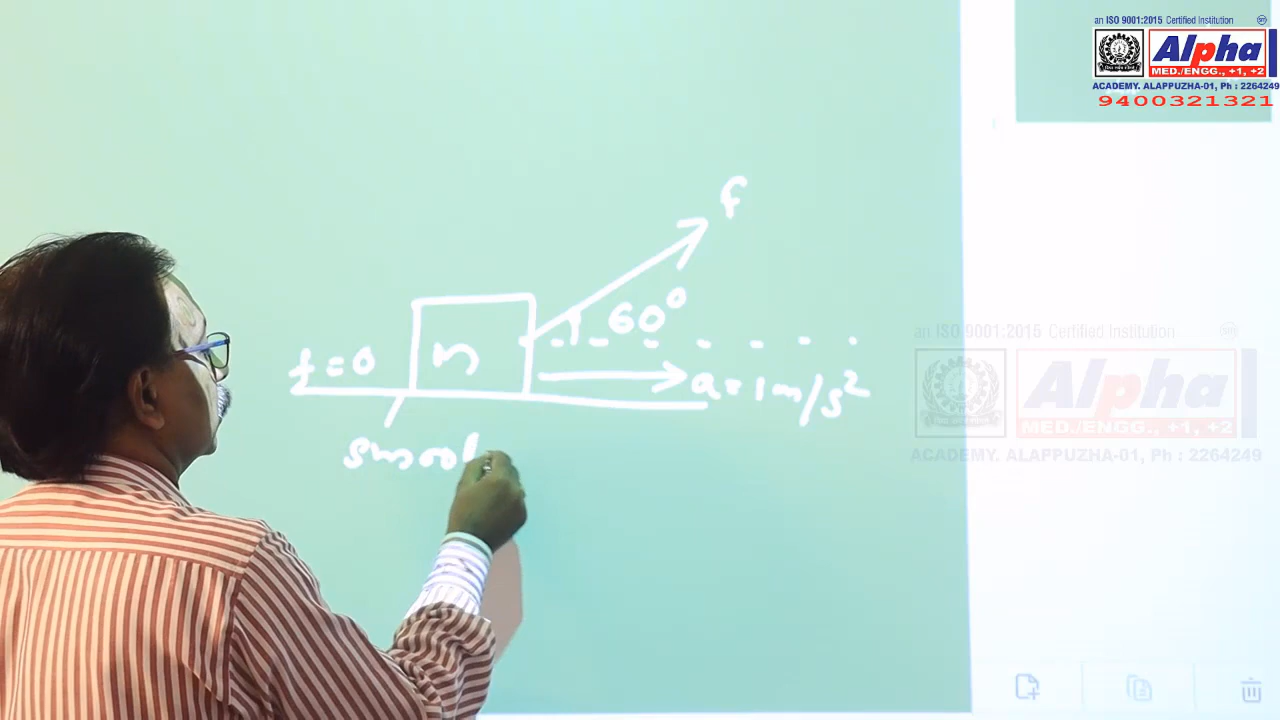 an ISO 9001:2015 Certified Institution
Alpha
MED./ENGG., +1, +2
ACADEMY. ALAPPUZHA-01, Ph : 2264249
9400321321
F
60°
t=0
m
a=1m/s²
smoot
an ISO 9001:2015 Certified Institution.
Alpha
MED./ENGG., +1, +2
ACADEMY. ALAPPUZHA-01, Ph : 2264249